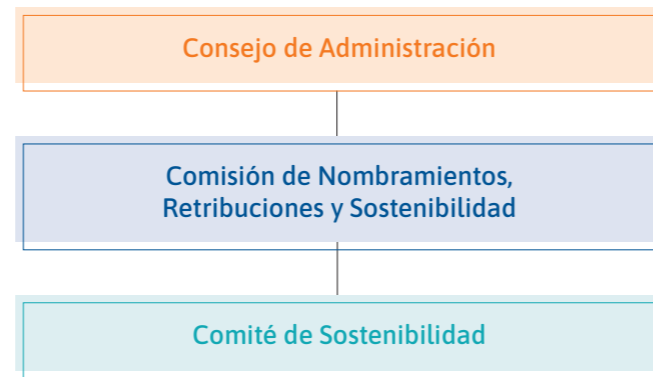 Consejo de Administración
Comisión de Nombramientos,
Retribuciones y Sostenibilidad
Comité de Sostenibilidad